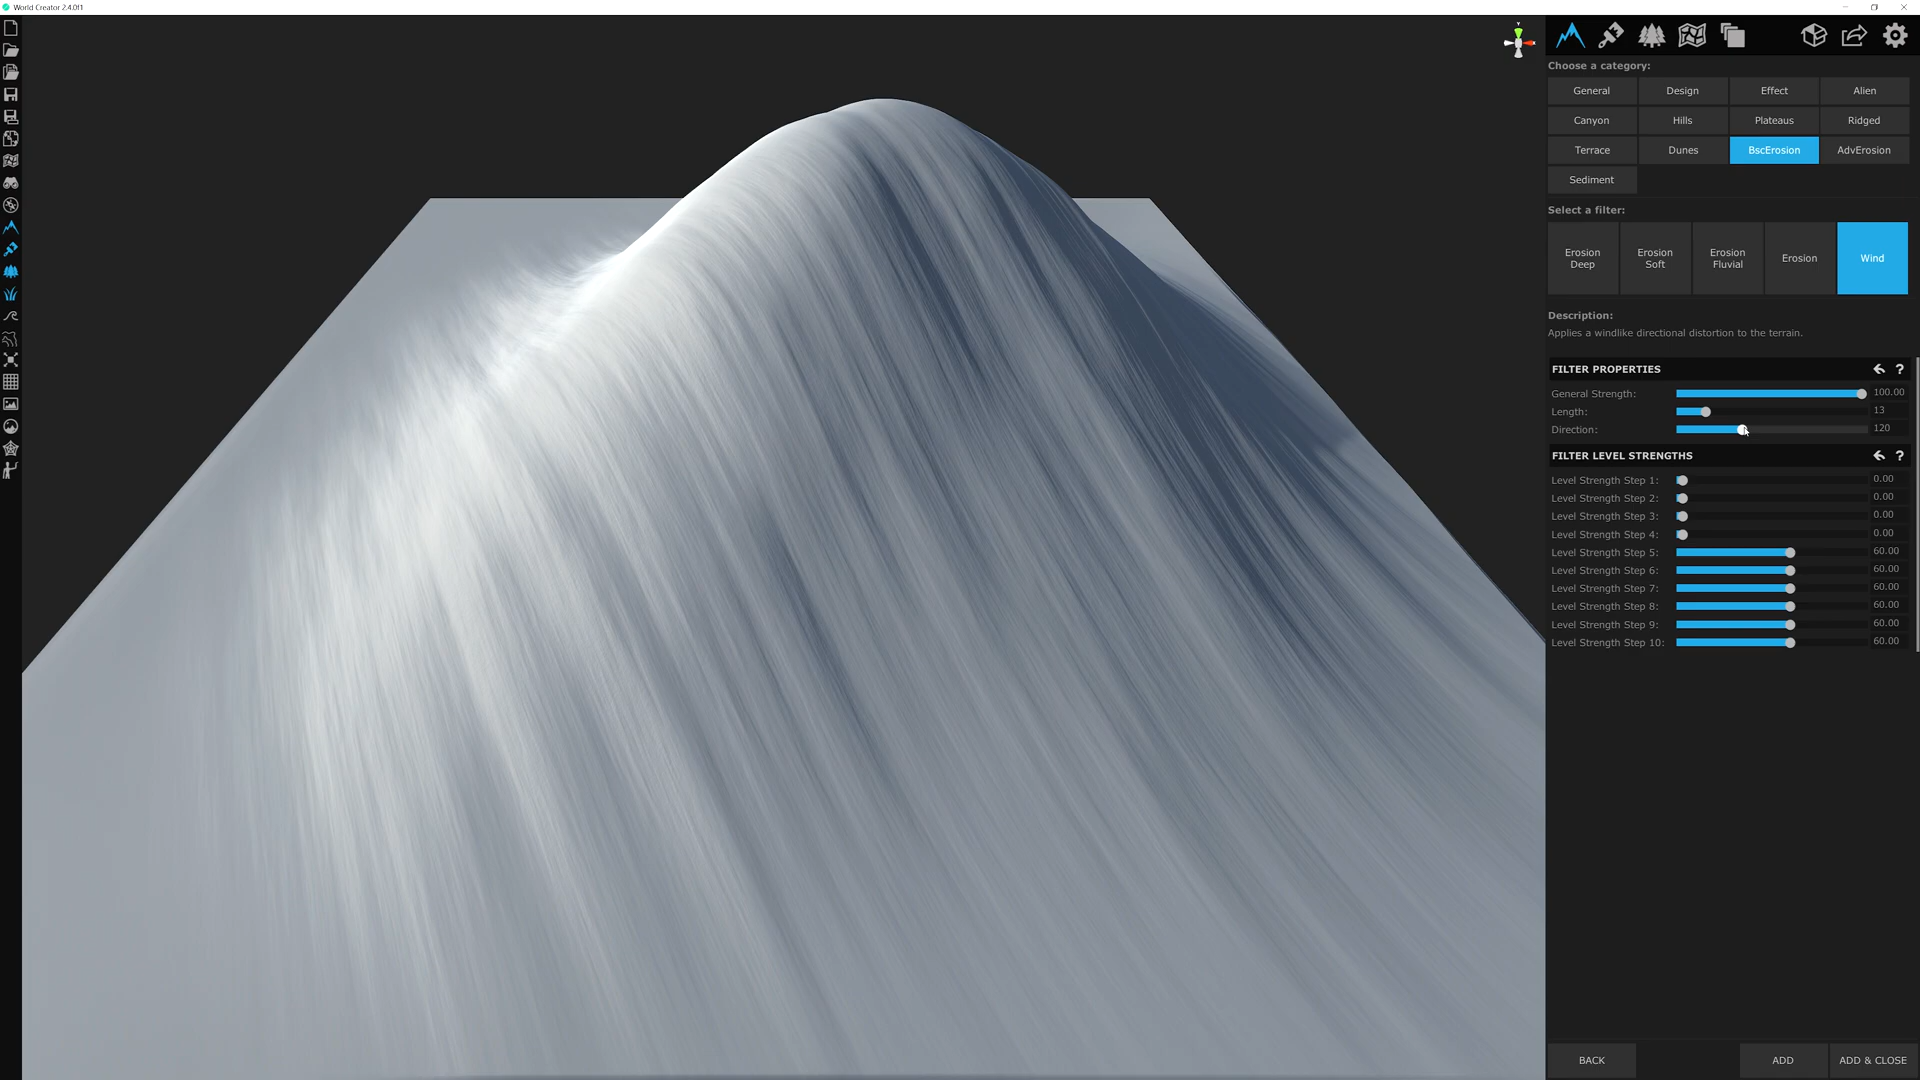 World Creator 2.4.0f1
Y
Choose a category:
General Design Effect Alien
Canyon Hills Plateaus Ridged
Terrace Dunes BscErosion AdvErosion
Sediment
Select a filter:
Erosion Deep
Erosion Soft
Erosion Fluvial
Erosion
Wind
Description:
Applies a windlike directional distortion to the terrain.
FILTER PROPERTIES ?
General Strength: 100.00
Length: 13
Direction: 120
FILTER LEVEL STRENGTHS ?
Level Strength Step 1: 0.00
Level Strength Step 2: 0.00
Level Strength Step 3: 0.00
Level Strength Step 4: 0.00
Level Strength Step 5: 60.00
Level Strength Step 6: 60.00
Level Strength Step 7: 60.00
Level Strength Step 8: 60.00
Level Strength Step 9: 60.00
Level Strength Step 10: 60.00
BACK ADD ADD & CLOSE